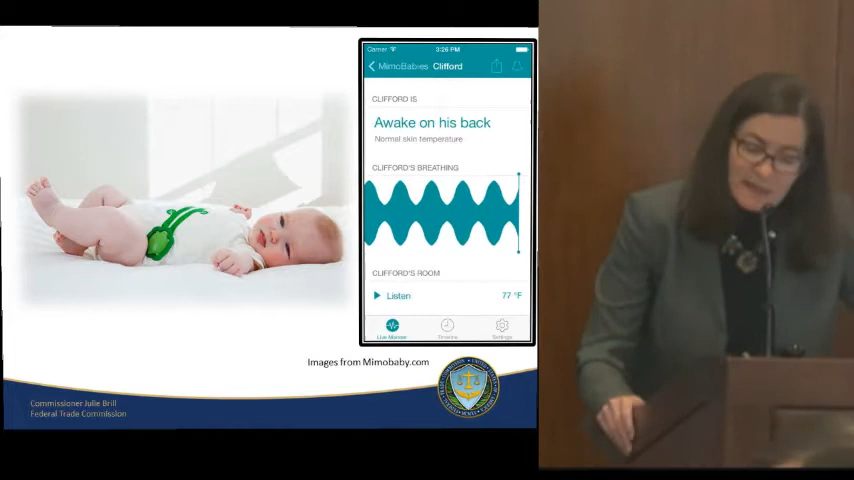 Carrier 3:26 PM
MimoBabies Clifford
CLIFFORD IS
Awake on his back
Normal skin temperature
CLIFFORD'S BREATHING
CLIFFORD'S ROOM
Listen 77 °F
Live Monitor Timeline Settings
Images from Mimobaby.com
Commissioner Julie Brill
Federal Trade Commission